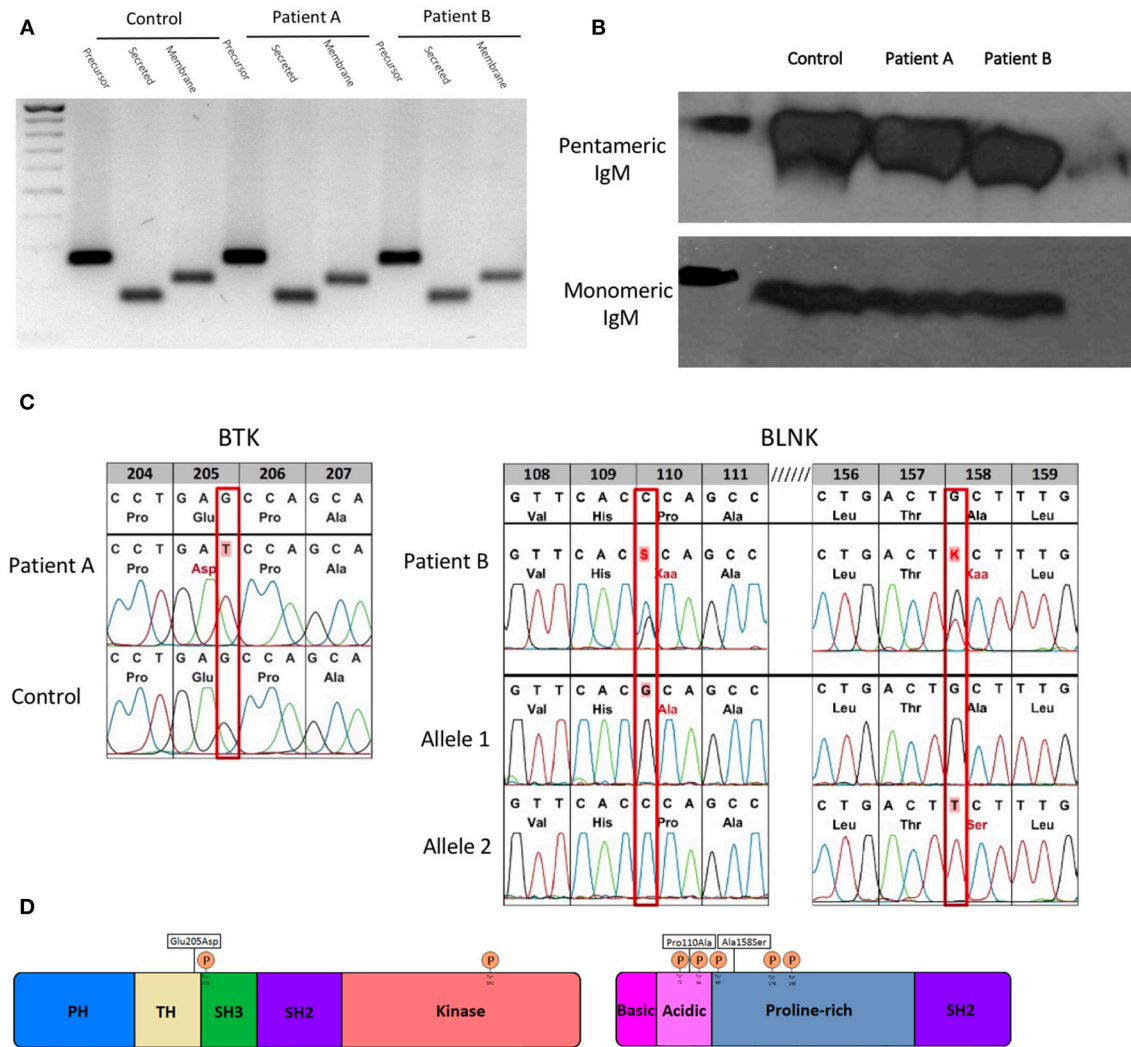 A
Control
Patient A
Patient B
Precursor
Secreted
Membrane
Precursor
Secreted
Membrane
Precursor
Secreted
Membrane
B
Control Patient A Patient B
Pentameric
IgM
Monomeric
IgM
C
BTK
204 205 206 207
C C T G A G C C A G C A
Pro Glu Pro Ala
Patient A
C C T G A T C C A G C A
Pro Asp Pro Ala
Control
C C T G A G C C A G C A
Pro Glu Pro Ala
BLNK
108 109 110 111 ////// 156 157 158 159
G T T C A C C C A G C C C T G A C T G C T T T G
Val His Pro Ala Leu Thr Ala Leu
Patient B
G T T C A C S C A G C C C T G A C T K C T T T G
Val His Xaa Ala Leu Thr Xaa Leu
Allele 1
G T T C A C G C A G C C C T G A C T G C T T T G
Val His Ala Ala Leu Thr Ala Leu
Allele 2
G T T C A C C C A G C C C T G A C T T C T T T G
Val His Pro Ala Leu Thr Ser Leu
D
Glu205Asp
P P
PH TH SH3 SH2 Kinase
Pro110Ala Ala158Ser
P P P P P
Basic Acidic Proline-rich SH2